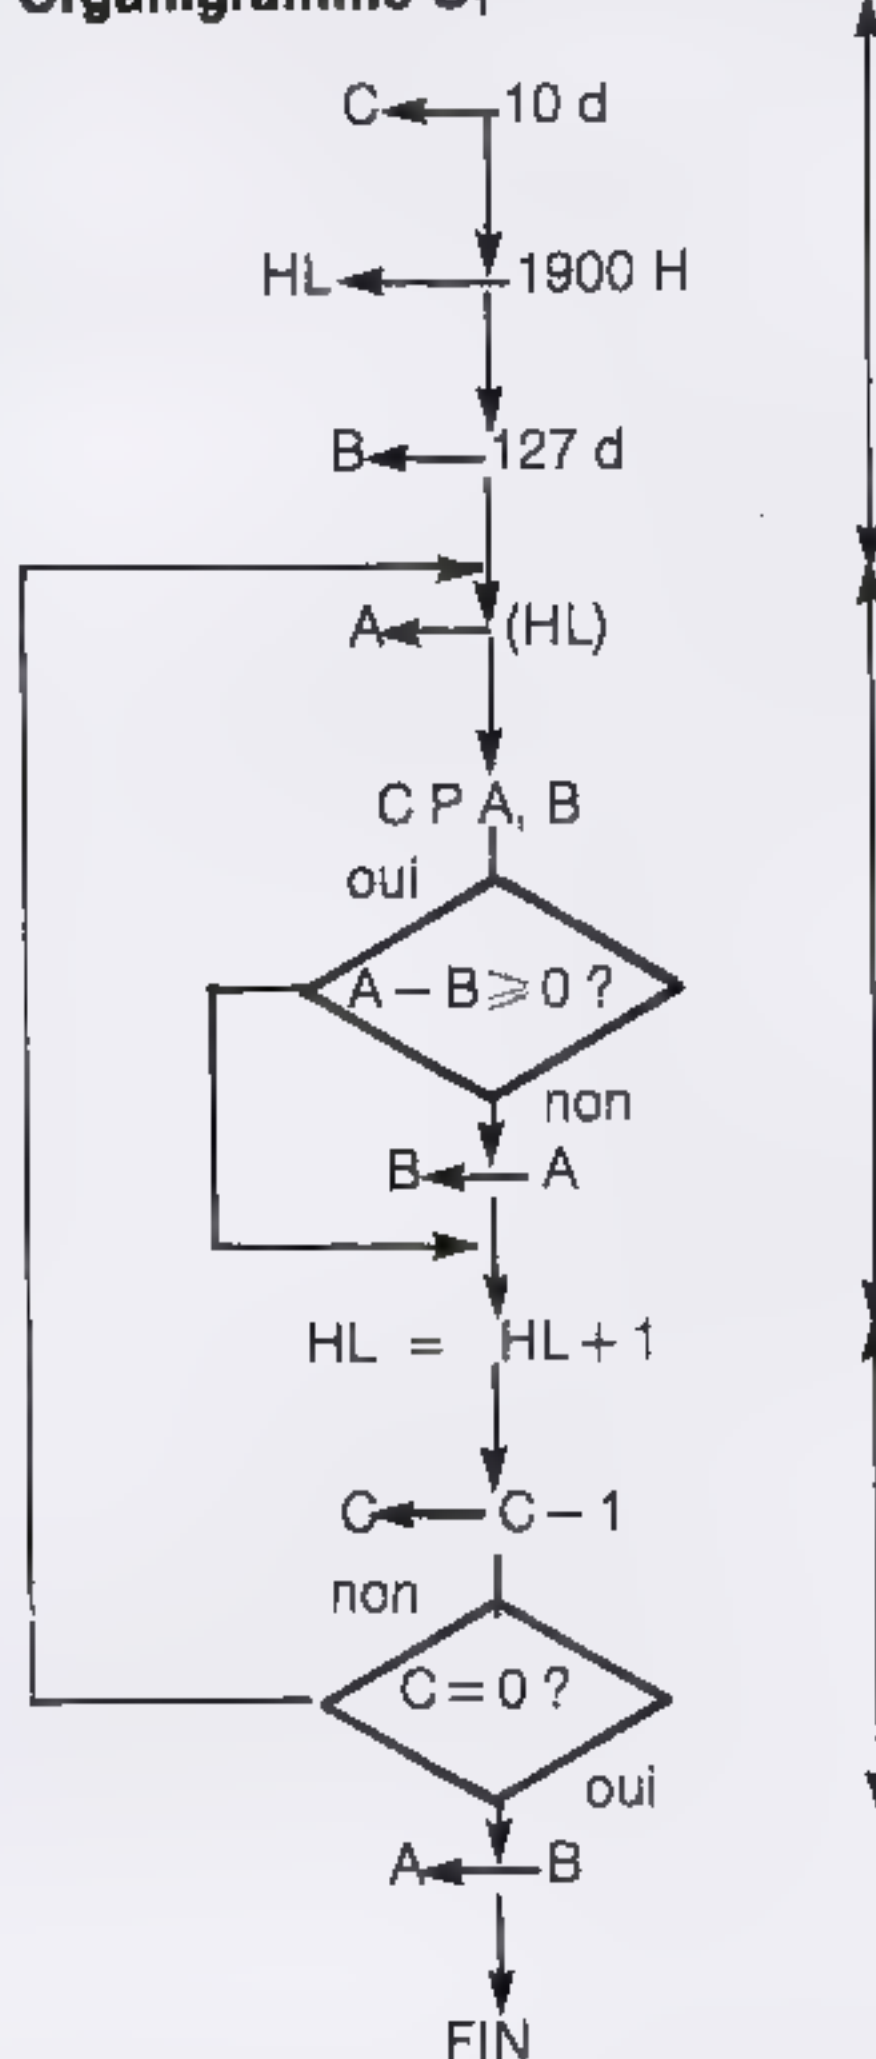 C 10 d
HL 1900 H
B 127 d
A (HL)
C P A, B
oui
A – B ⩾ 0 ?
non
B A
HL = HL + 1
C C – 1
non
C = 0 ?
oui
A B
FIN